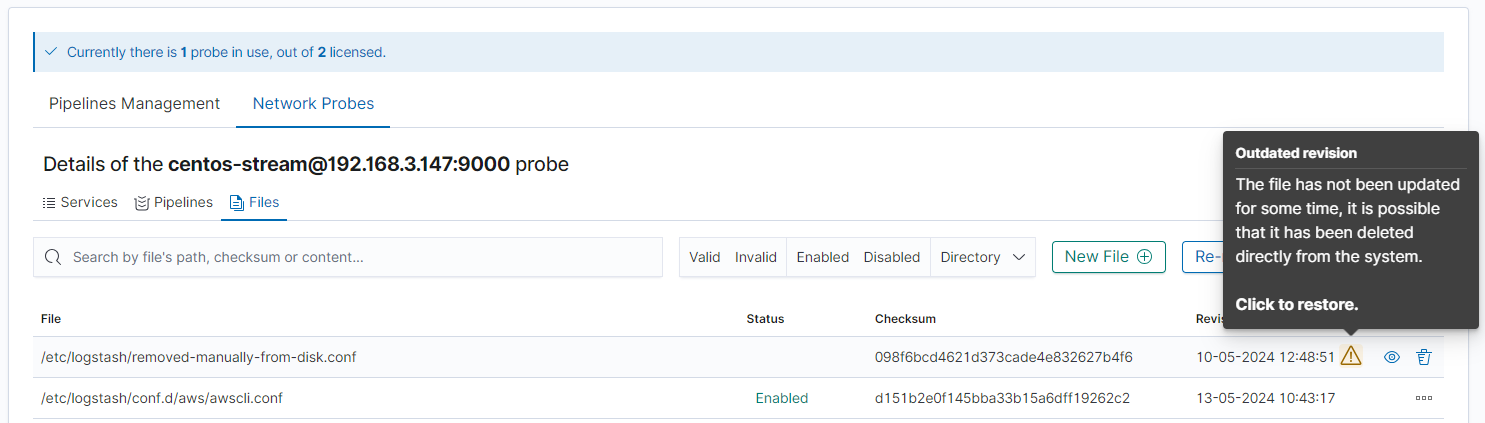 Currently there is 1 probe in use, out of 2 licensed.
Pipelines Management Network Probes
Details of the centos-stream@192.168.3.147:9000 probe
Services Pipelines Files
Search by file's path, checksum or content...
Valid Invalid Enabled Disabled Directory New File Re-
Outdated revision
The file has not been updated
for some time, it is possible
that it has been deleted
directly from the system.
Click to restore.
File Status Checksum
/etc/logstash/removed-manually-from-disk.conf 098f6bcd4621d373cade4e832627b4f6 10-05-2024 12:48:51
/etc/logstash/conf.d/aws/awscli.conf Enabled d151b2e0f145bba33b15a6dff19262c2 13-05-2024 10:43:17